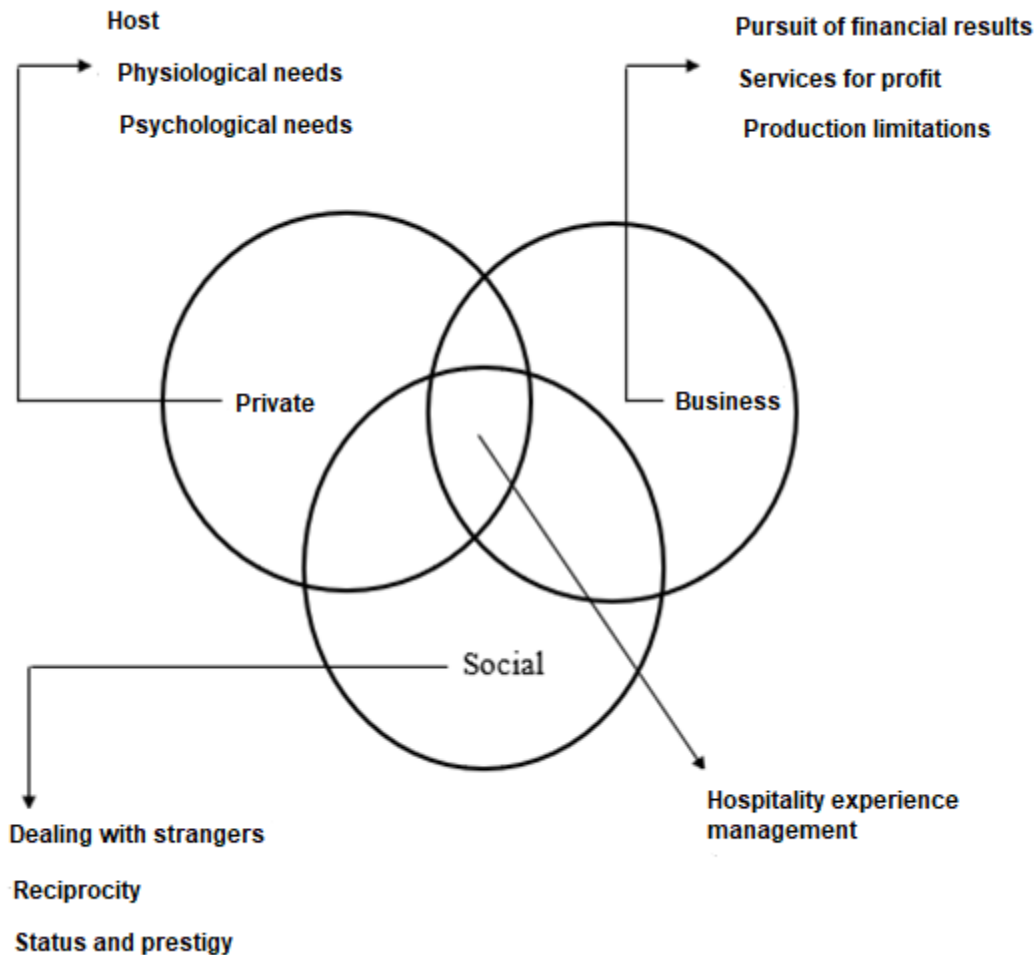 Host
Physiological needs
Psychological needs
Pursuit of financial results
Services for profit
Production limitations
Private
Business
Social
Dealing with strangers
Reciprocity
Status and prestigy
Hospitality experience
management